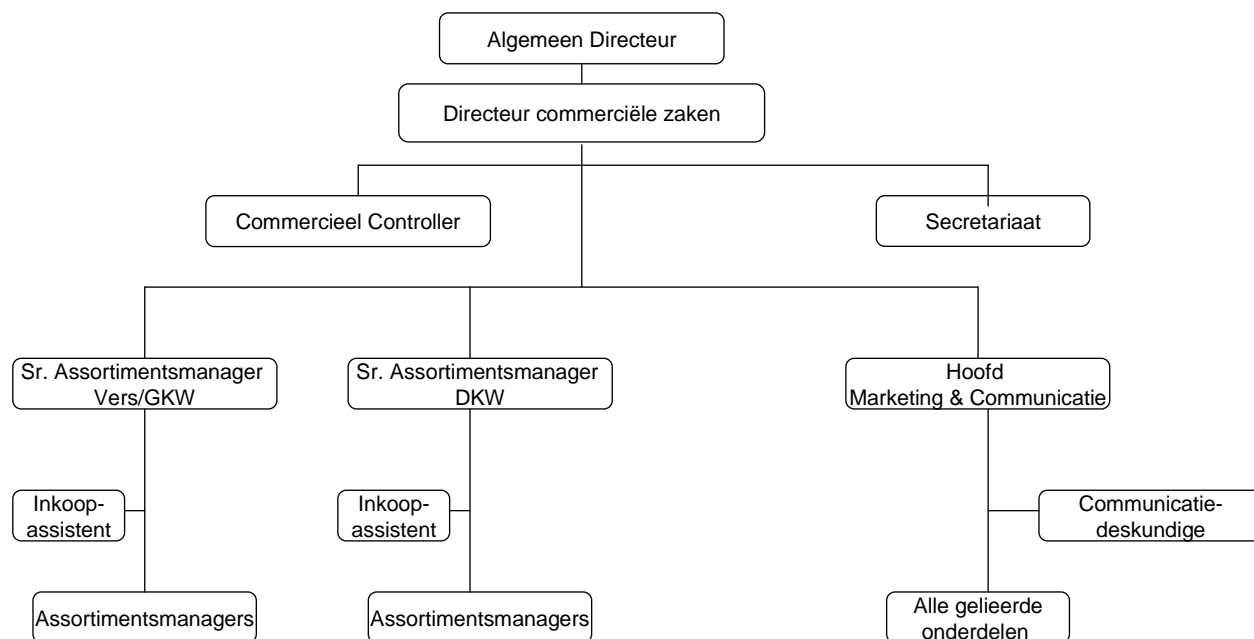 Algemeen Directeur
Directeur commerciële zaken
Commercieel Controller
Secretariaat
Sr. Assortimentsmanager
Vers/GKW
Sr. Assortimentsmanager
DKW
Hoofd
Marketing & Communicatie
Inkoop-
assistent
Inkoop-
assistent
Communicatie-
deskundige
Assortimentsmanagers
Assortimentsmanagers
Alle gelieerde
onderdelen